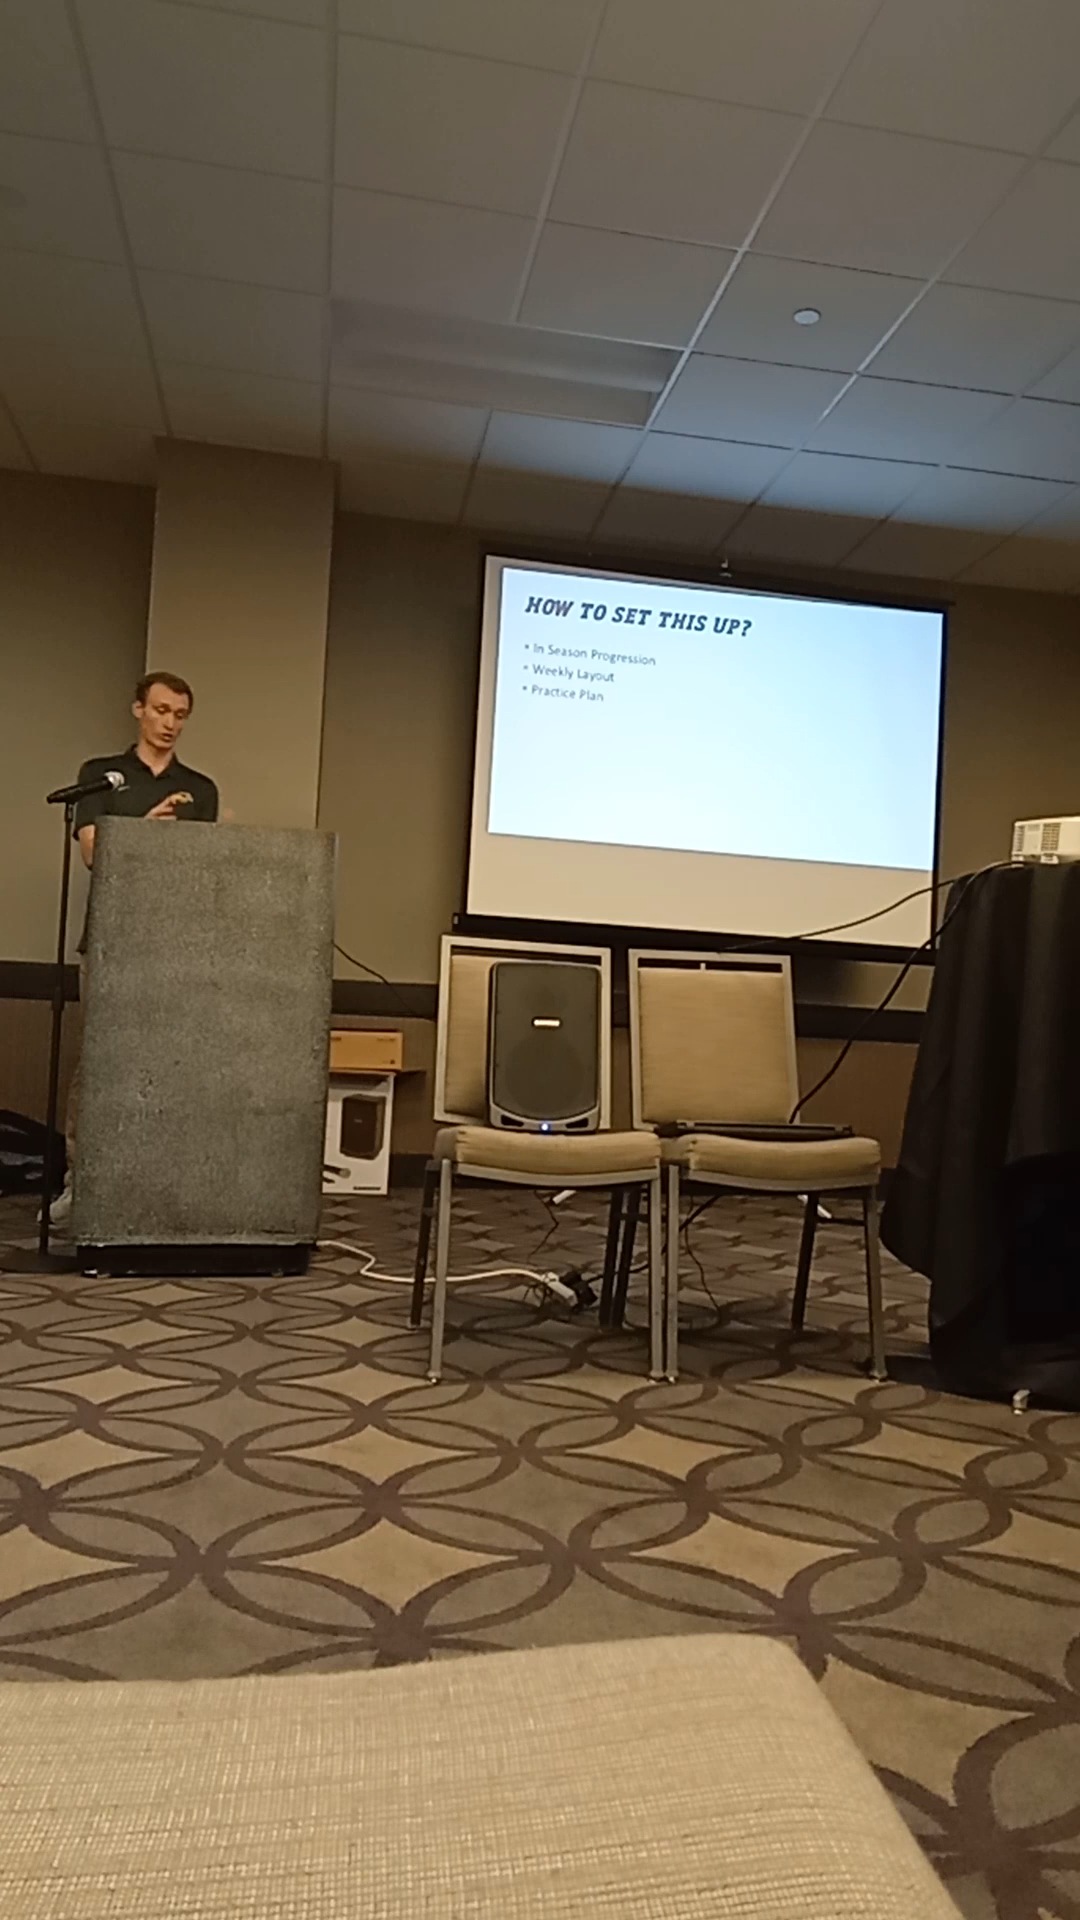 HOW TO SET THIS UP?
• In Season Progression
• Weekly Layout
• Practice Plan